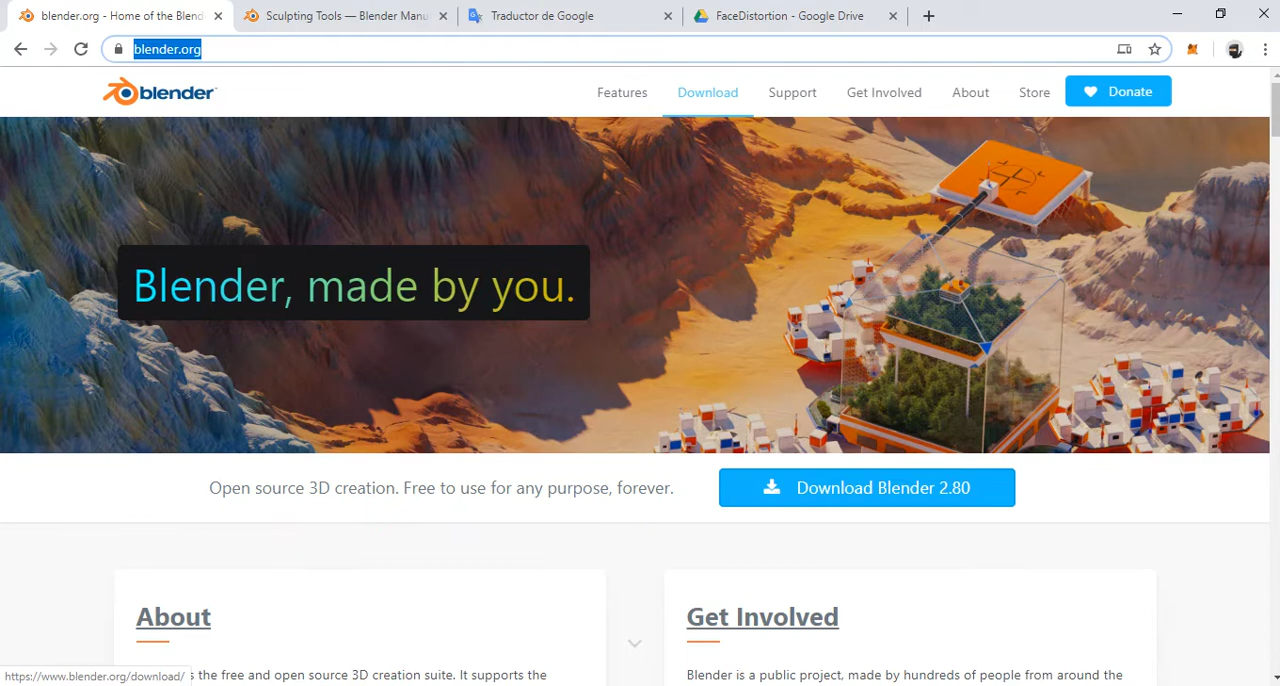 blender.org - Home of the Blend
Sculpting Tools — Blender Manu
Traductor de Google
FaceDistortion - Google Drive
blender.org
blender
Features
Download
Support
Get Involved
About
Store
Donate
Blender, made by you.
Open source 3D creation. Free to use for any purpose, forever.
Download Blender 2.80
About
Get Involved
s the free and open source 3D creation suite. It supports the
Blender is a public project, made by hundreds of people from around the
https://www.blender.org/download/